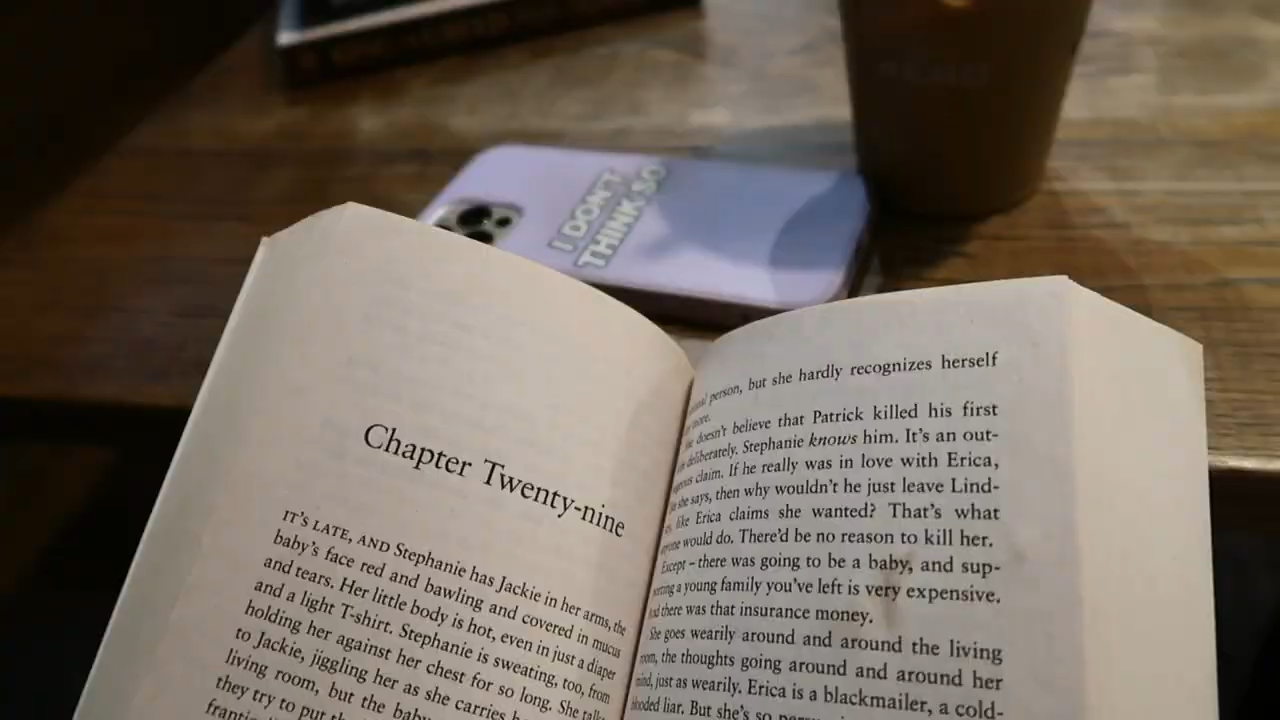 I DON'T
THINK SO
Chapter Twenty-nine
IT'S LATE, AND Stephanie has Jackie in her arms, the
baby's face red and bawling and covered in mucus
and tears. Her little body is hot, even in just a diaper
and a light T-shirt. Stephanie is sweating, too, from
holding her against her chest for so long. She talks
to Jackie, jiggling her as she carries
living room, but the baby
they try to put
person, but she hardly recognizes herself
more.
doesn't believe that Patrick killed his first
deliberately. Stephanie knows him. It's an out-
claim. If he really was in love with Erica,
she says, then why wouldn't he just leave Lind-
like Erica claims she wanted? That's what
would do. There'd be no reason to kill her.
Except – there was going to be a baby, and sup-
a young family you've left is very expensive.
And there was that insurance money.
She goes wearily around and around the living
room, the thoughts going around and around her
mind, just as wearily. Erica is a blackmailer, a cold-
blooded liar. But she's so